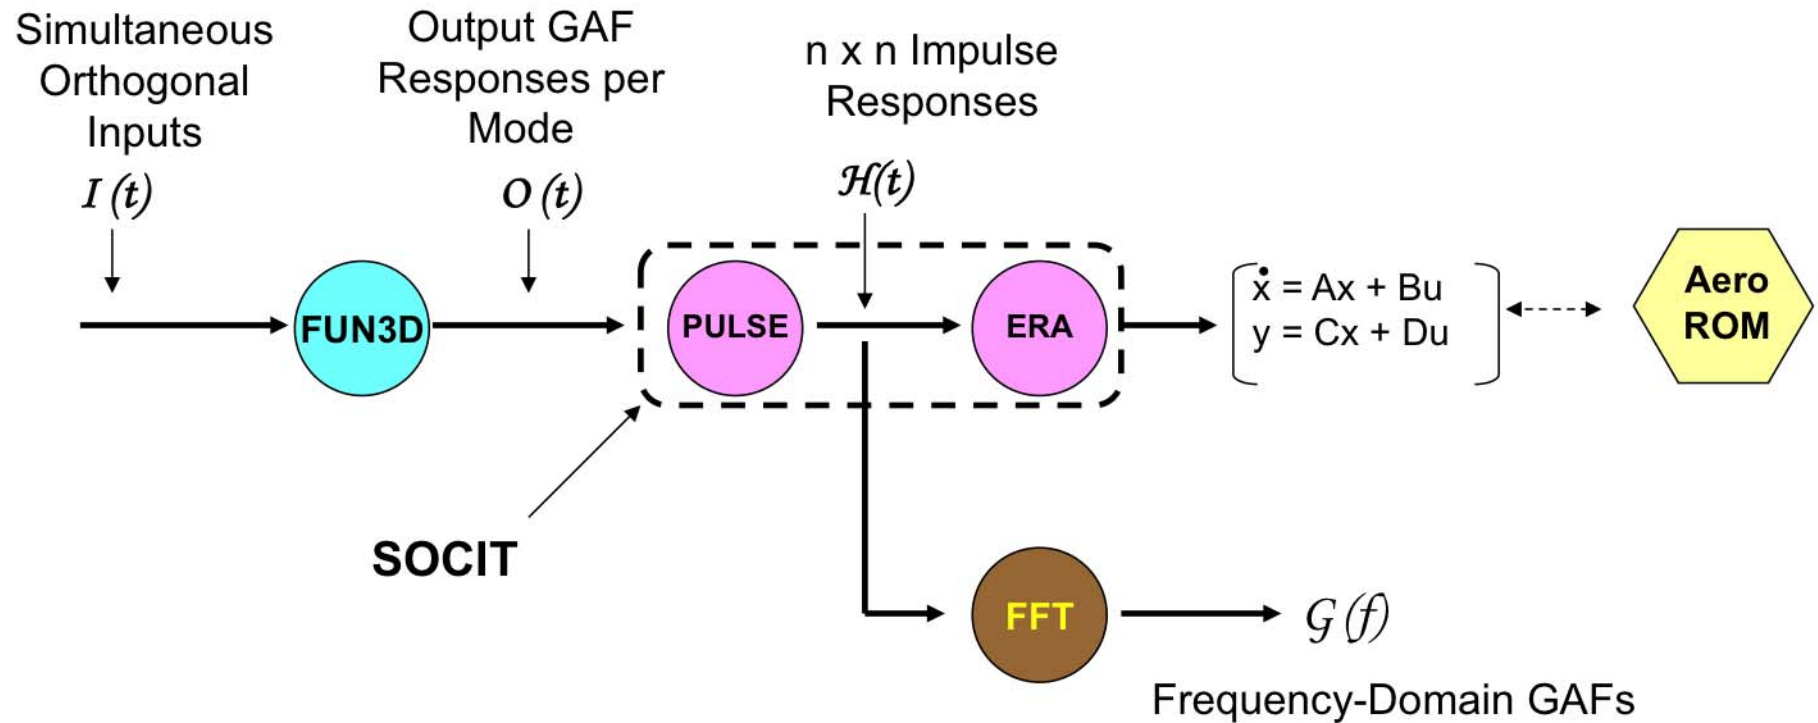 Simultaneous
Orthogonal
Inputs
I (t)
Output GAF
Responses per
Mode
O (t)
n x n Impulse
Responses
H(t)
FUN3D
PULSE
ERA
ẋ = Ax + Bu
y = Cx + Du
Aero
ROM
SOCIT
FFT
G (f)
Frequency-Domain GAFs